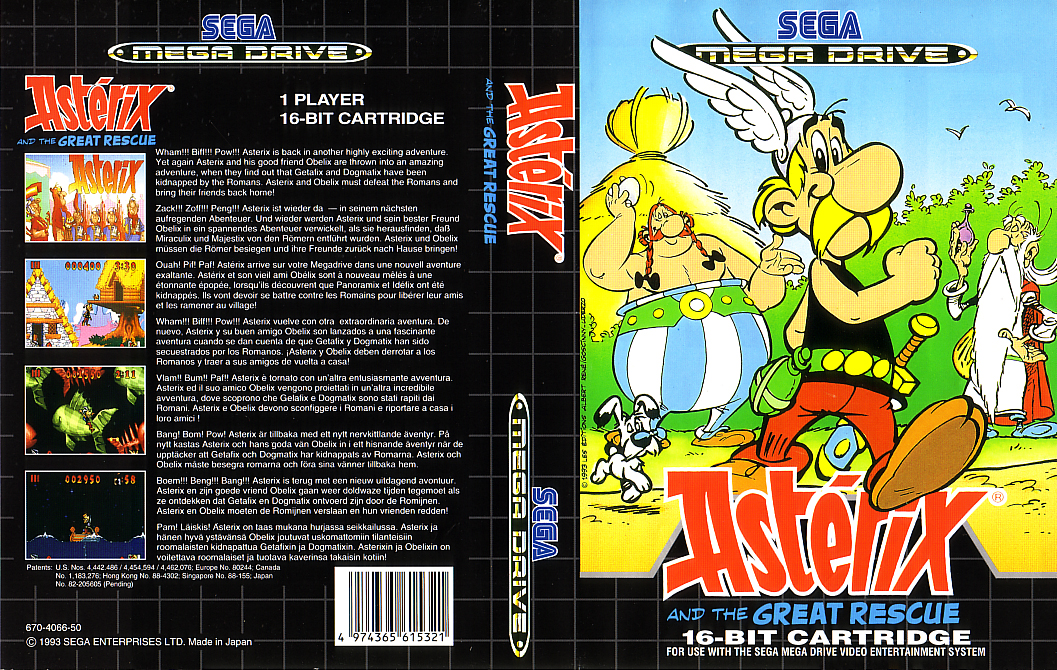 SEGA
MEGA DRIVE
Astérix
AND THE GREAT RESCUE
1 PLAYER
16-BIT CARTRIDGE
Wham!!! Biff!!! Pow!!! Asterix is back in another highly exciting adventure.
Yet again Asterix and his good friend Obelix are thrown into an amazing
adventure, when they find out that Getafix and Dogmatix have been
kidnapped by the Romans. Asterix and Obelix must defeat the Romans and
bring their friends back home!
Zack!!! Zoff!!! Peng!!! Asterix ist wieder da — in seinem nächsten
aufregenden Abenteuer. Und wieder werden Asterix und sein bester Freund
Obelix in ein spannendes Abenteuer verwickelt, als sie herausfinden, daß
Miraculix und Majestix von den Römern entführt wurden. Asterix und Obelix
müssen die Römer besiegen und ihre Freunde zurück nach Hause bringen!
Ouah! Pif! Paf! Astérix arrive sur votre Megadrive dans une nouvell aventure
exaltante. Astérix et son vieil ami Obélix sont à nouveau mêlés à une
étonnante épopée, lorsqu'ils découvrent que Panoramix et Idéfix ont été
kidnappés. Ils vont devoir se battre contre les Romains pour libérer leur amis
et les ramener au village!
Wham!!! Biff!!! Pow!!! Asterix vuelve con otra extraordinaria aventura. De
nuevo, Asterix y su buen amigo Obelix son lanzados a una fascinante
aventura cuando se dan cuenta de que Getafix y Dogmatix han sido
secuestrados por los Romanos. ¡Asterix y Obelix deben derrotar a los
Romanos y traer a sus amigos de vuelta a casa!
Vlam!! Bum!! Paf!! Asterix è tornato con un'altra entusiasmante avventura.
Asterix ed il suo amico Obelix vengono proiettati in un'altra incredibile
avventura, dove scoprono che Gelafix e Dogmatix sono stati rapiti dai
Romani. Asterix e Obelix devono sconfiggere i Romani e riportare a casa i
loro amici !
Bang! Bom! Pow! Asterix är tillbaka med elt nytt nervkittlande äventyr. På
nytt kastas Asterix och hans goda vän Obelix in i ett hisnande äventyr när de
upptäcker att Getafix och Dogmatix har kidnappals av Romarna. Asterix och
Obelix måste besegra romarna och föra sina vänner tillbaka hem.
Boem!!! Beng!!! Bang!!! Asterix is terug met een nieuw uitdagend avontuur.
Asterix en zijn goede vriend Obelix gaan weer doldwaze tijden tegemoet als
ze ontdekken dat Getafix en Dogmatix ontvoerd zijn door de Romijnen.
Asterix en Obelix moeten de Romijnen verslaan en hun vrienden redden!
Pam! Läiskis! Asterix on taas mukana hurjassa seikkailussa. Asterix ja
hänen hyvä ystävänsä Obelix joutuvat uskomattomiin tilanteisiin
roomalaisten kidnapattua Getafixin ja Dogmatixin. Asterixin ja Obelixin on
voilettava roomalaiset ja tuolava kaverinsa takaisin kotiin!
Astérix
000400 3:30
2:11
002950 1:58
Patents: U.S. Nos. 4,442,486 / 4,454,594 / 4,462,076; Europe No. 80244; Canada
No. 1,183,276; Hong Kong No. 88-4302; Singapore No. 88-155; Japan
No. 82-205605 (Pending)
670-4066-50
© 1993 SEGA ENTERPRISES LTD. Made in Japan
4 974365 615321
Astérix
AND THE GREAT RESCUE
MEGA DRIVE
SEGA
SEGA
MEGA DRIVE
© 1993 LES EDITIONS ALBERT RENÉ/GOSCINNY-UDERZO
Astérix®
AND THE GREAT RESCUE
16-BIT CARTRIDGE
FOR USE WITH THE SEGA MEGA DRIVE VIDEO ENTERTAINMENT SYSTEM